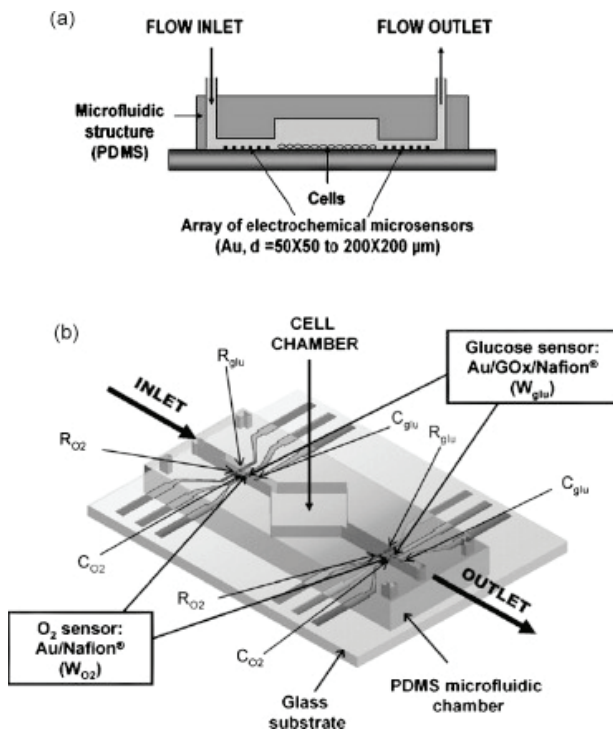 (a)
FLOW INLET
FLOW OUTLET
Microfluidic
structure
(PDMS)
Cells
Array of electrochemical microsensors
(Au, d =50X50 to 200X200 µm)
(b)
CELL
CHAMBER
Glucose sensor:
Au/GOx/Nafion®
(Wglu)
Rglu
INLET
Cglu
Rglu
RO2
Cglu
CO2
RO2
OUTLET
O2 sensor:
Au/Nafion®
(WO2)
CO2
PDMS microfluidic
chamber
Glass
substrate